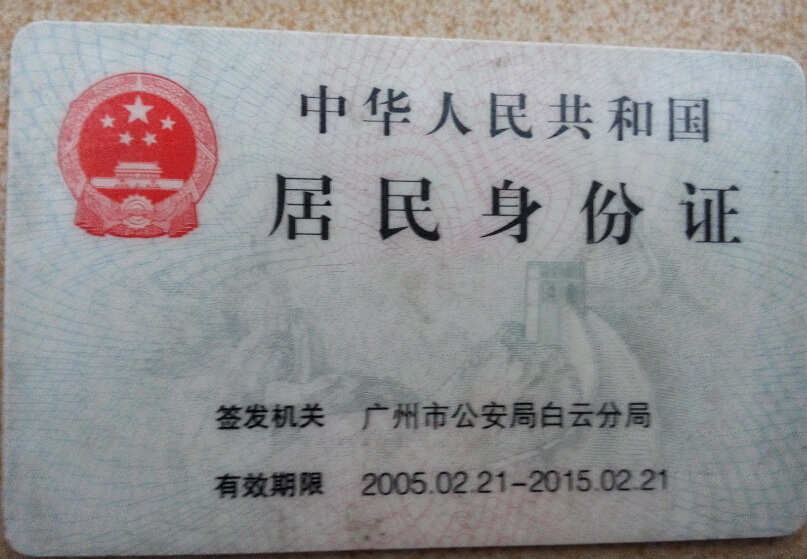 中华人民共和国
居民身份证
签发机关 广州市公安局白云分局
有效期限 2005.02.21-2015.02.21